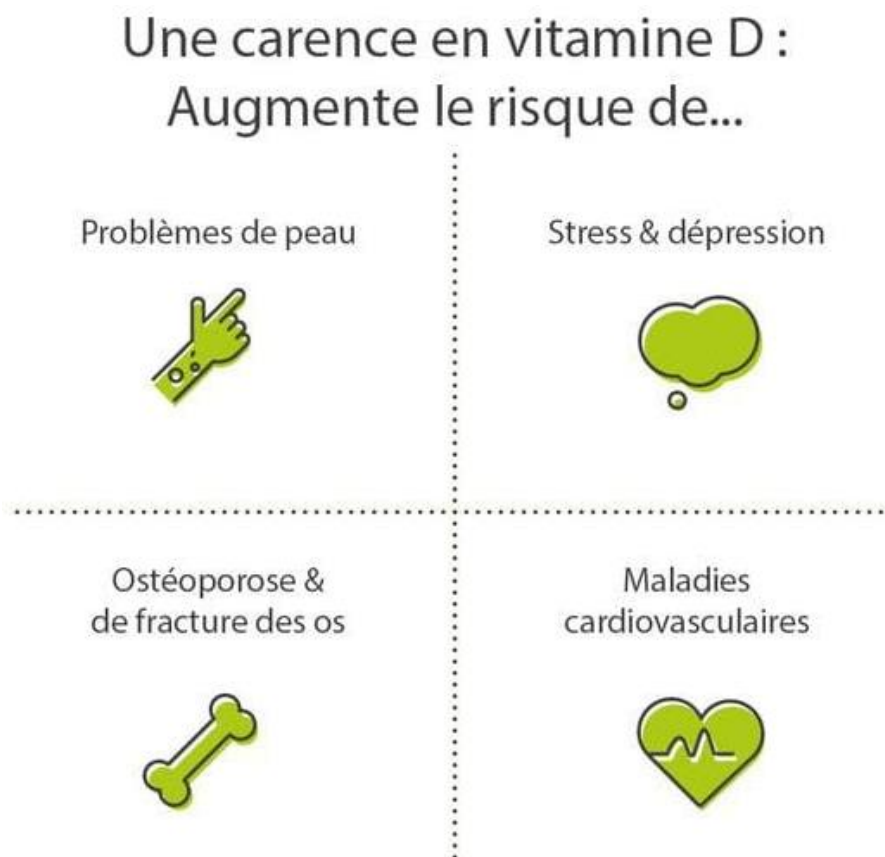 Une carence en vitamine D :
Augmente le risque de...
Problèmes de peau
Stress & dépression
Ostéoporose &
de fracture des os
Maladies
cardiovasculaires